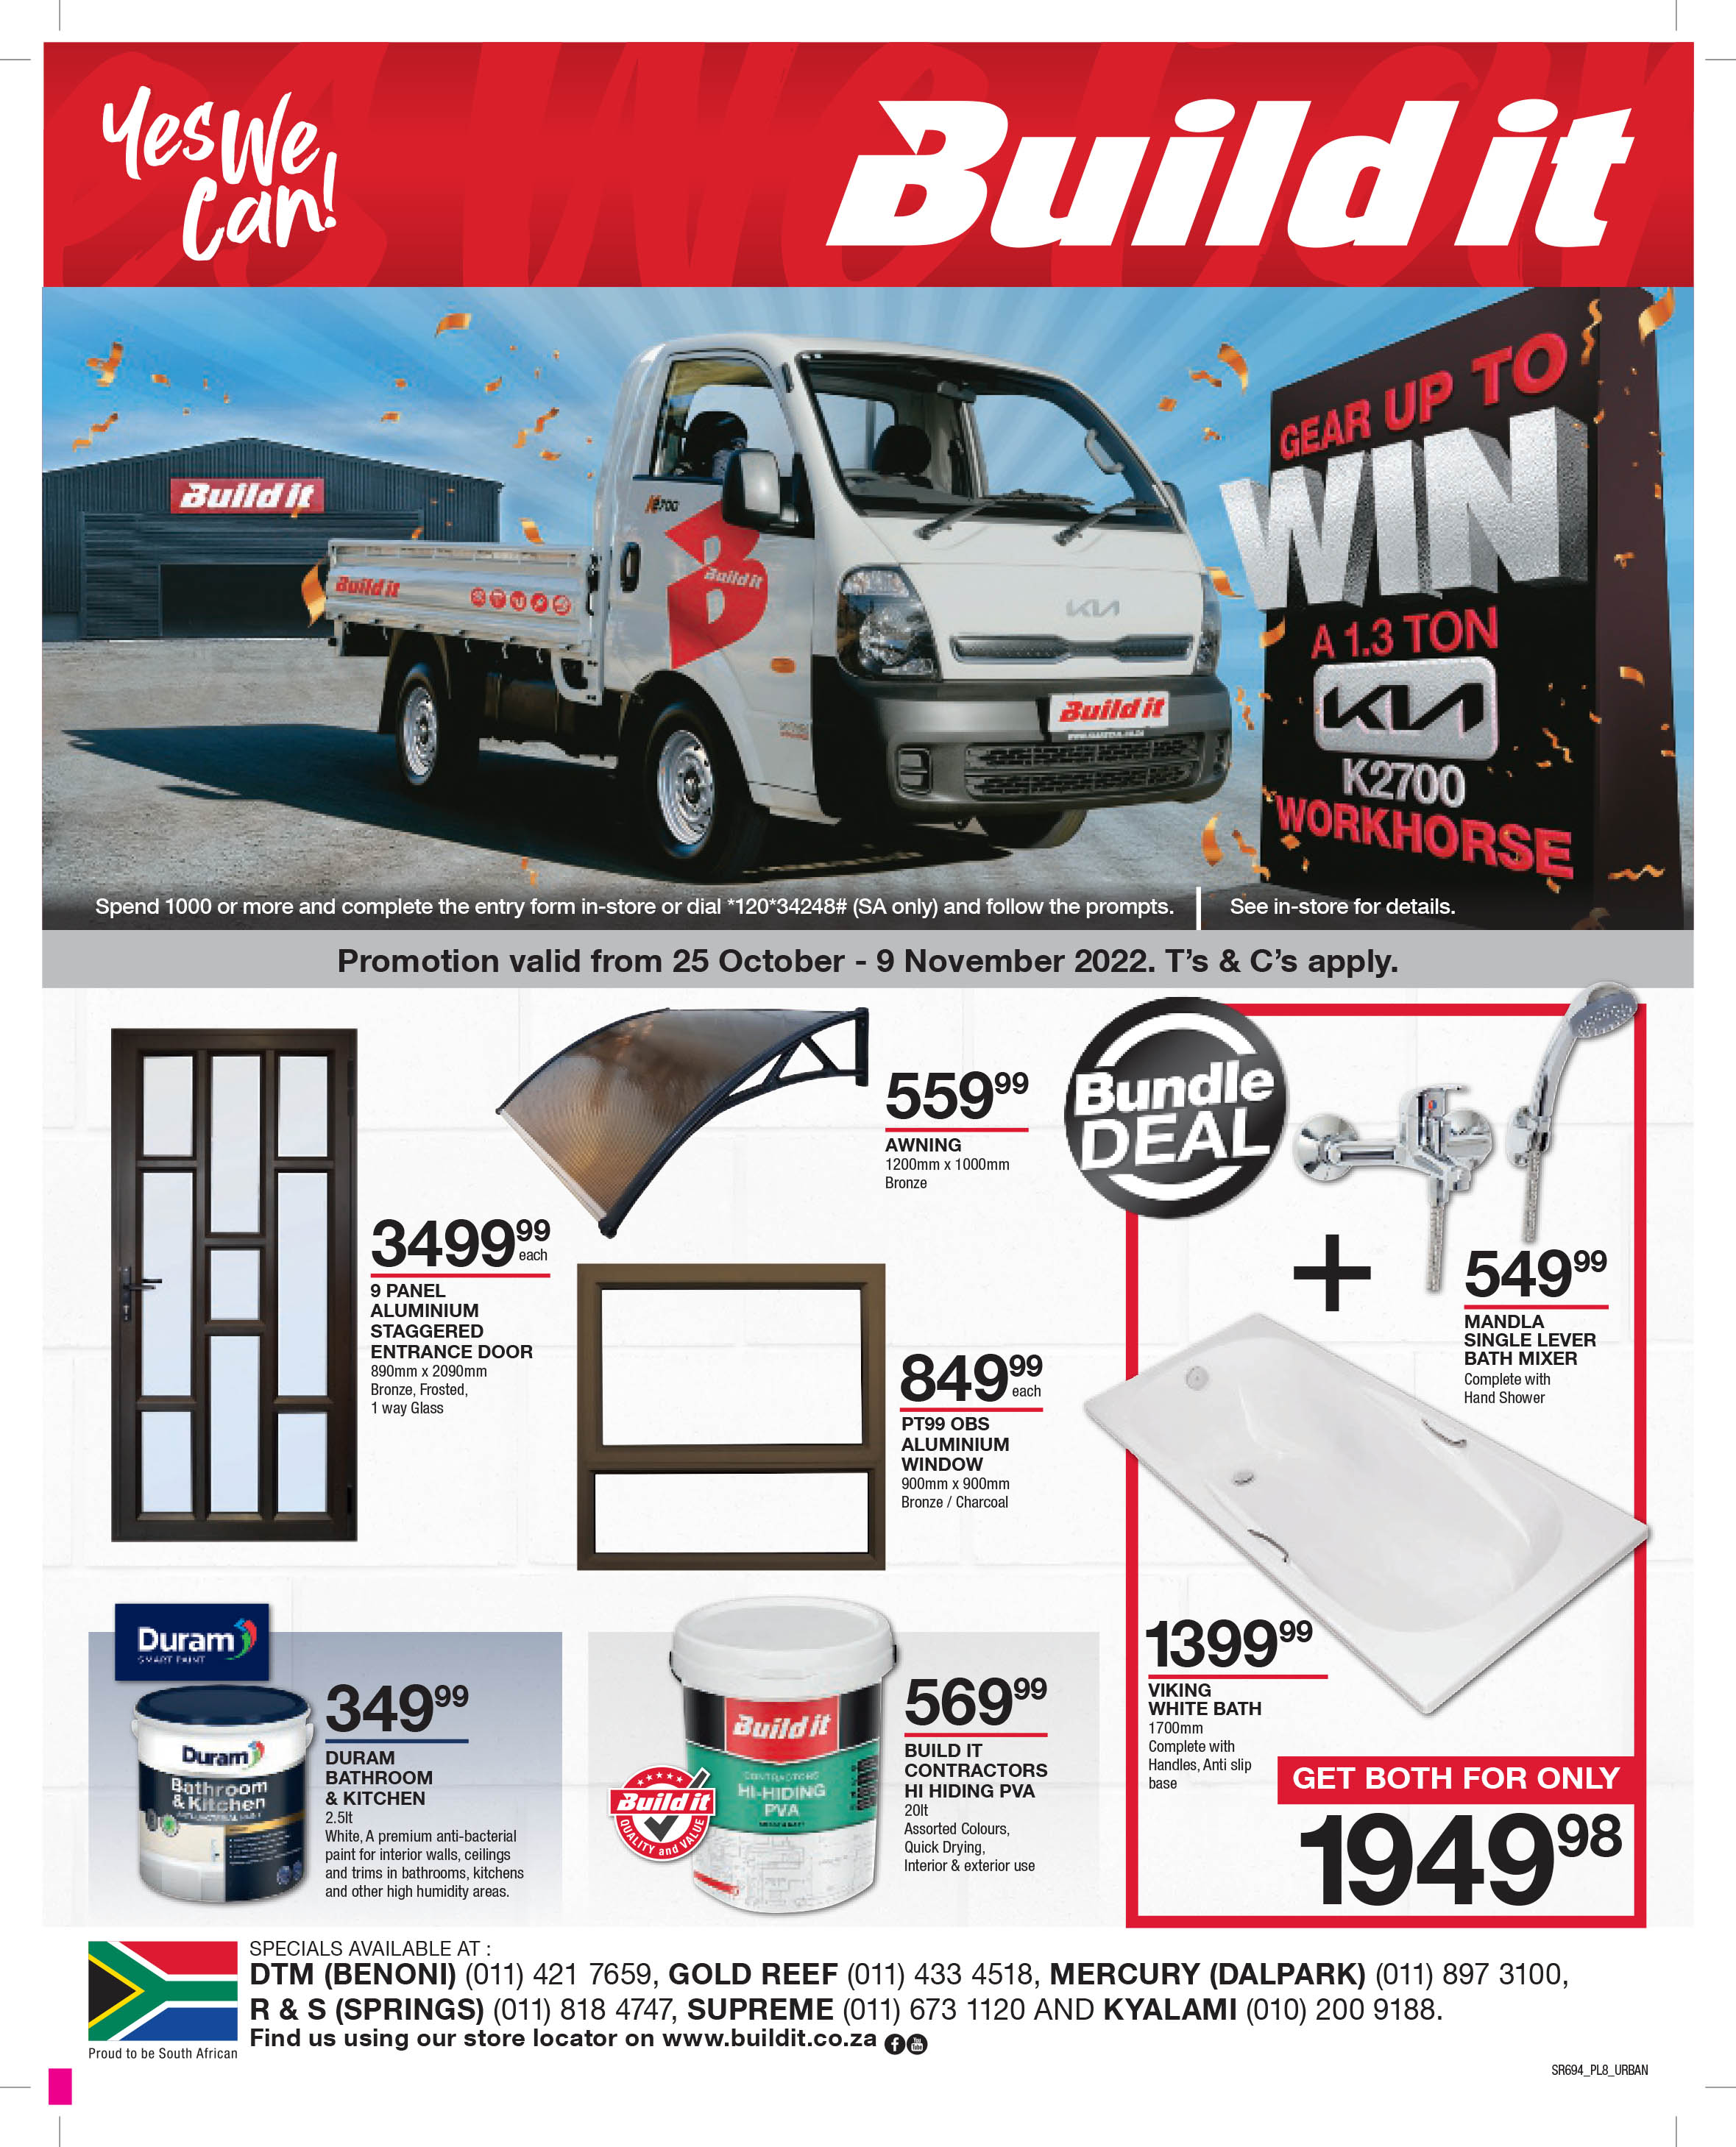 Yes We
Can!
Build it
Build it
K2700
Build it
Build it
KIA
Build it
GEAR UP TO
WIN
A 1.3 TON
KIA
K2700
WORKHORSE
Spend 1000 or more and complete the entry form in-store or dial *120*34248# (SA only) and follow the prompts.
See in-store for details.
Promotion valid from 25 October - 9 November 2022. T's & C's apply.
3499 99
each
9 PANEL
ALUMINIUM
STAGGERED
ENTRANCE DOOR
890mm x 2090mm
Bronze, Frosted,
1 way Glass
559 99
AWNING
1200mm x 1000mm
Bronze
849 99
each
PT99 OBS
ALUMINIUM
WINDOW
900mm x 900mm
Bronze / Charcoal
Bundle
DEAL
+
549 99
MANDLA
SINGLE LEVER
BATH MIXER
Complete with
Hand Shower
1399 99
VIKING
WHITE BATH
1700mm
Complete with
Handles, Anti slip
base
GET BOTH FOR ONLY
1949 98
Duram
SMART PAINT
Duram
Bathroom
& Kitchen
349 99
DURAM
BATHROOM
& KITCHEN
2.5lt
White, A premium anti-bacterial
paint for interior walls, ceilings
and trims in bathrooms, kitchens
and other high humidity areas.
Build it
CONTRACTORS
HI-HIDING
PVA
Build it
QUALITY and VALUE
569 99
BUILD IT
CONTRACTORS
HI HIDING PVA
20lt
Assorted Colours,
Quick Drying,
Interior & exterior use
SPECIALS AVAILABLE AT :
DTM (BENONI) (011) 421 7659, GOLD REEF (011) 433 4518, MERCURY (DALPARK) (011) 897 3100,
R & S (SPRINGS) (011) 818 4747, SUPREME (011) 673 1120 AND KYALAMI (010) 200 9188.
Find us using our store locator on www.buildit.co.za
Proud to be South African
SR694_PL8_URBAN